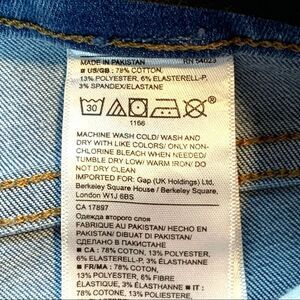 MADE IN PAKISTAN RN 54023
■ US/GB : 78% COTTON,
13% POLYESTER, 6% ELASTERELL-P,
3% SPANDEX/ELASTANE
30
1166
MACHINE WASH COLD/ WASH AND
DRY WITH LIKE COLORS/ ONLY NON-
CHLORINE BLEACH WHEN NEEDED/
TUMBLE DRY LOW/ WARM IRON/ DO
NOT DRY CLEAN
IMPORTED FOR: Gap (UK Holdings) Ltd,
Berkeley Square House / Berkeley Square
London W1J 6BS
CA 17897
Одежда второго слоя
FABRIQUE AU PAKISTAN/ HECHO EN
PAKISTAN/ DIBUAT DI PAKISTAN/
СДЕЛАНО В ПАКИСТАНЕ
■ CA : 78% COTON, 13% POLYESTER,
6% ELASTERELL-P, 3% ÉLASTHANNE
■ FR/MA : 78% COTON,
13% POLYESTER, 6% FIBRE
ÉLASTIQUE, 3% ÉLASTHANNE ■ IT :
78% COTONE, 13% POLIESTERE,